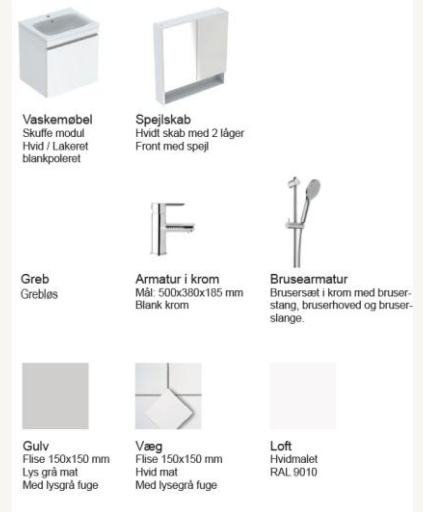 Vaskemøbel
Skuffe modul
Hvid / Lakeret
blankpoleret
Spejlskab
Hvidt skab med 2 låger
Front med spejl
Greb
Grebløs
Armatur i krom
Mål: 500x380x185 mm
Blank krom
Brusearmatur
Brusersæt i krom med bruser-
stang, bruserhoved og bruser-
slange.
Gulv
Flise 150x150 mm
Lys grå mat
Med lysgrå fuge
Væg
Flise 150x150 mm
Hvid mat
Med lysegrå fuge
Loft
Hvidmalet
RAL 9010